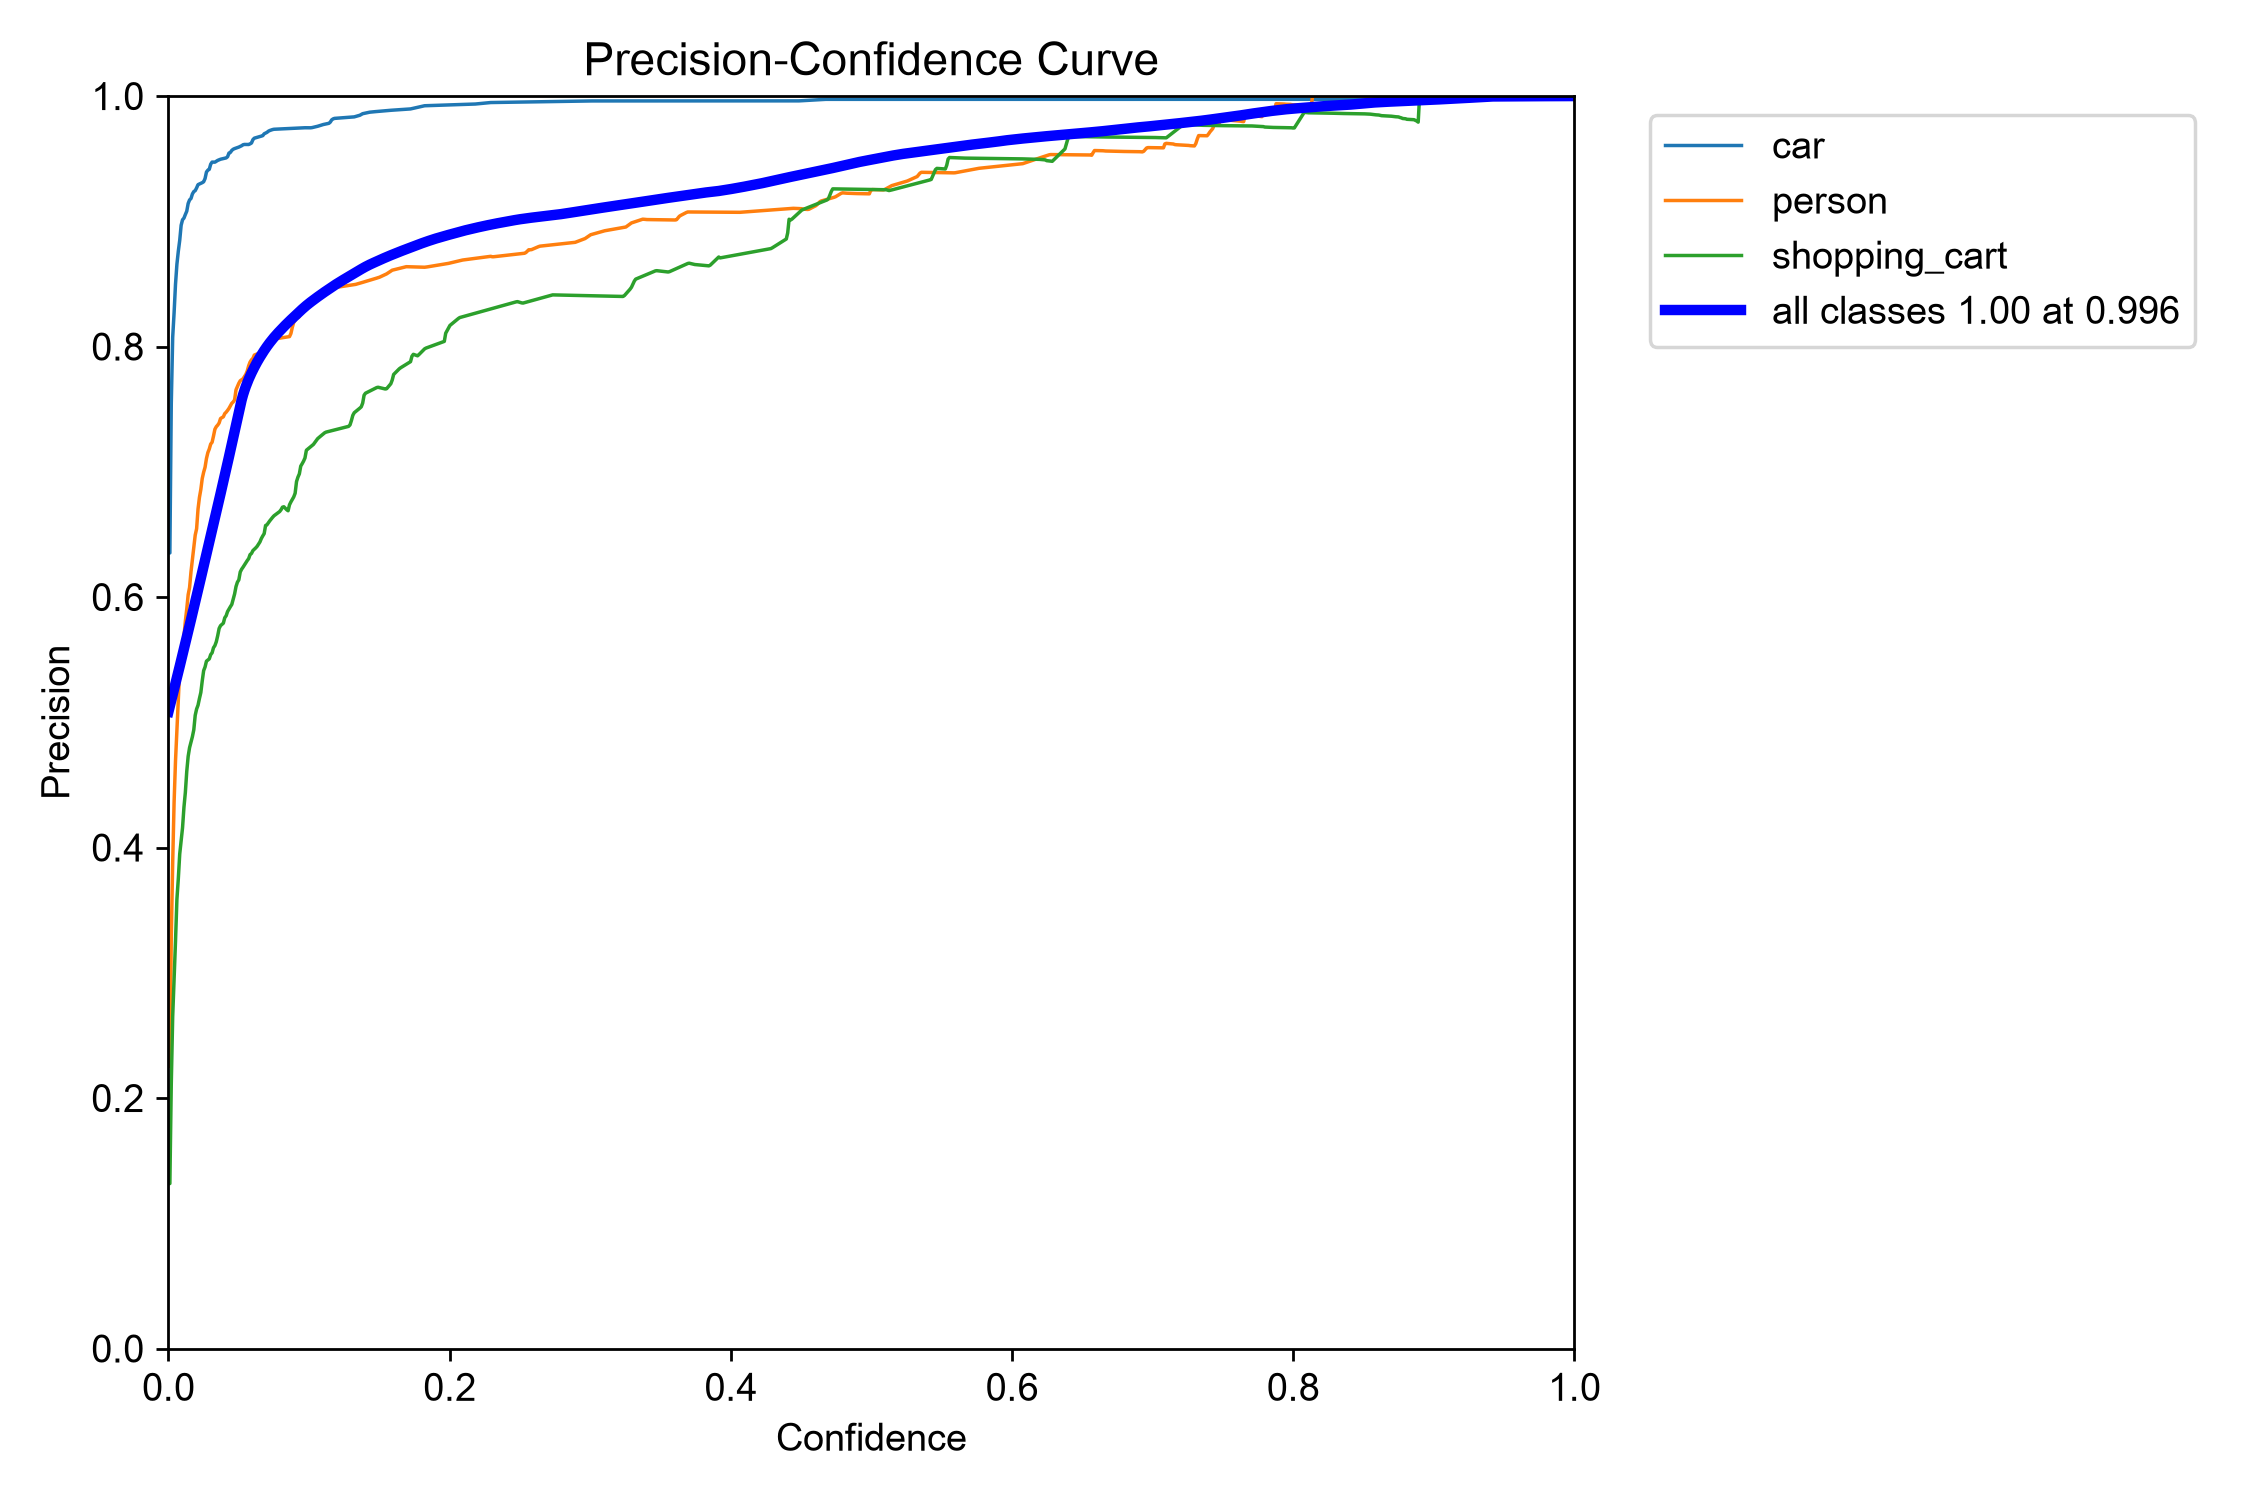 Precision-Confidence Curve
1.0
0.8
0.6
0.4
0.2
0.0
Precision
0.0 0.2 0.4 0.6 0.8 1.0
Confidence
car
person
shopping_cart
all classes 1.00 at 0.996